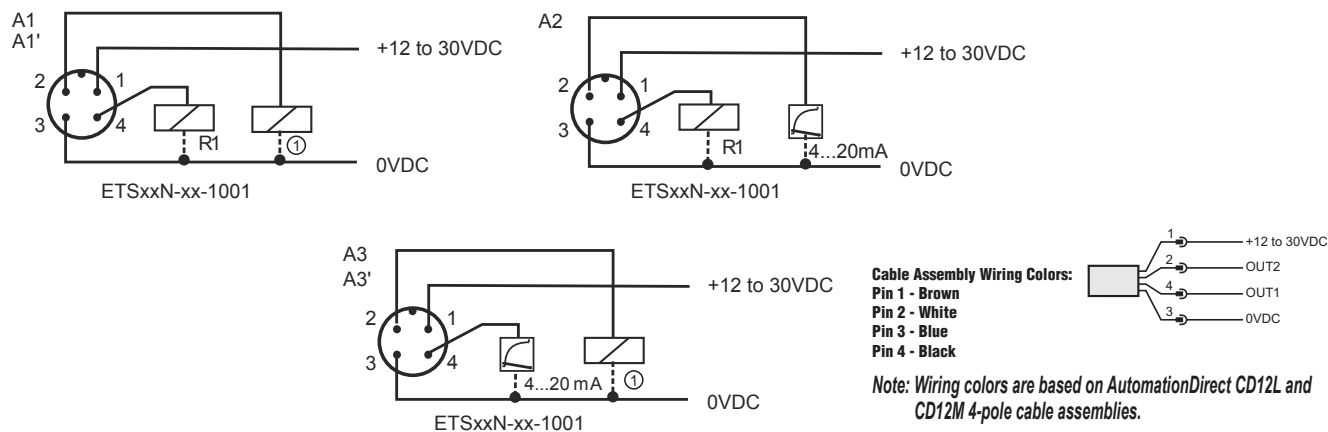 A1
A1'
+12 to 30VDC
2 1
3 4
R1 ①
0VDC
ETSxxN-xx-1001
A2
+12 to 30VDC
2 1
3 4
R1 4...20mA
0VDC
ETSxxN-xx-1001
A3
A3'
+12 to 30VDC
2 1
3 4
4...20 mA ①
0VDC
ETSxxN-xx-1001
Cable Assembly Wiring Colors:
Pin 1 - Brown
Pin 2 - White
Pin 3 - Blue
Pin 4 - Black
1 +12 to 30VDC
2 OUT2
4 OUT1
3 0VDC
Note: Wiring colors are based on AutomationDirect CD12L and
CD12M 4-pole cable assemblies.